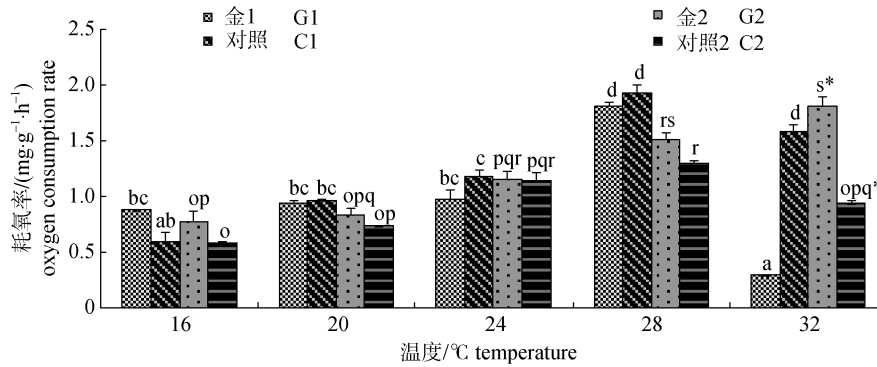 金1 G1
对照 C1
金2 G2
对照2 C2
耗氧率/(mg·g⁻¹·h⁻¹)
oxygen consumption rate
2.5
2.0
1.5
1.0
0.5
0
bc ab op o
bc bc opq op
bc c pqr pqr
d d rs r
a d s* opq*
16 20 24 28 32
温度/℃ temperature